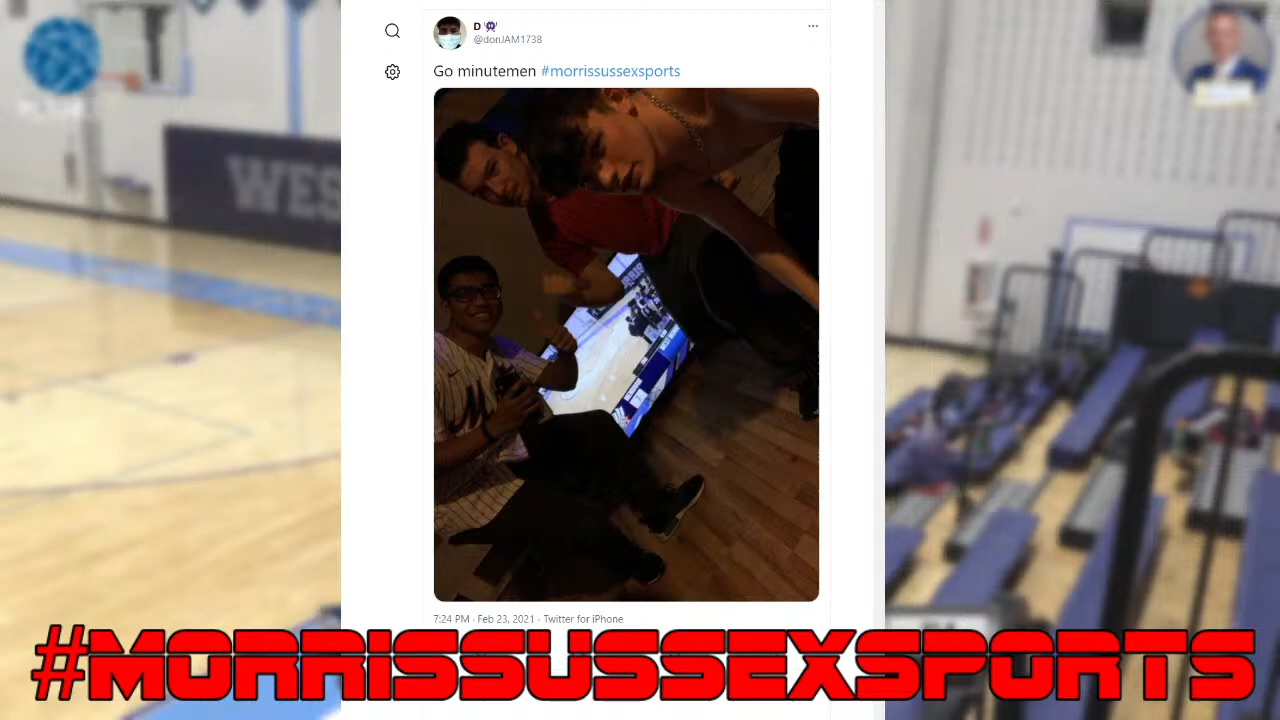 D
@donJAM1738
Go minutemen #morrissussexsports
WES
7:24 PM · Feb 23, 2021 · Twitter for iPhone
#MORRISSUSSEXSPORTS